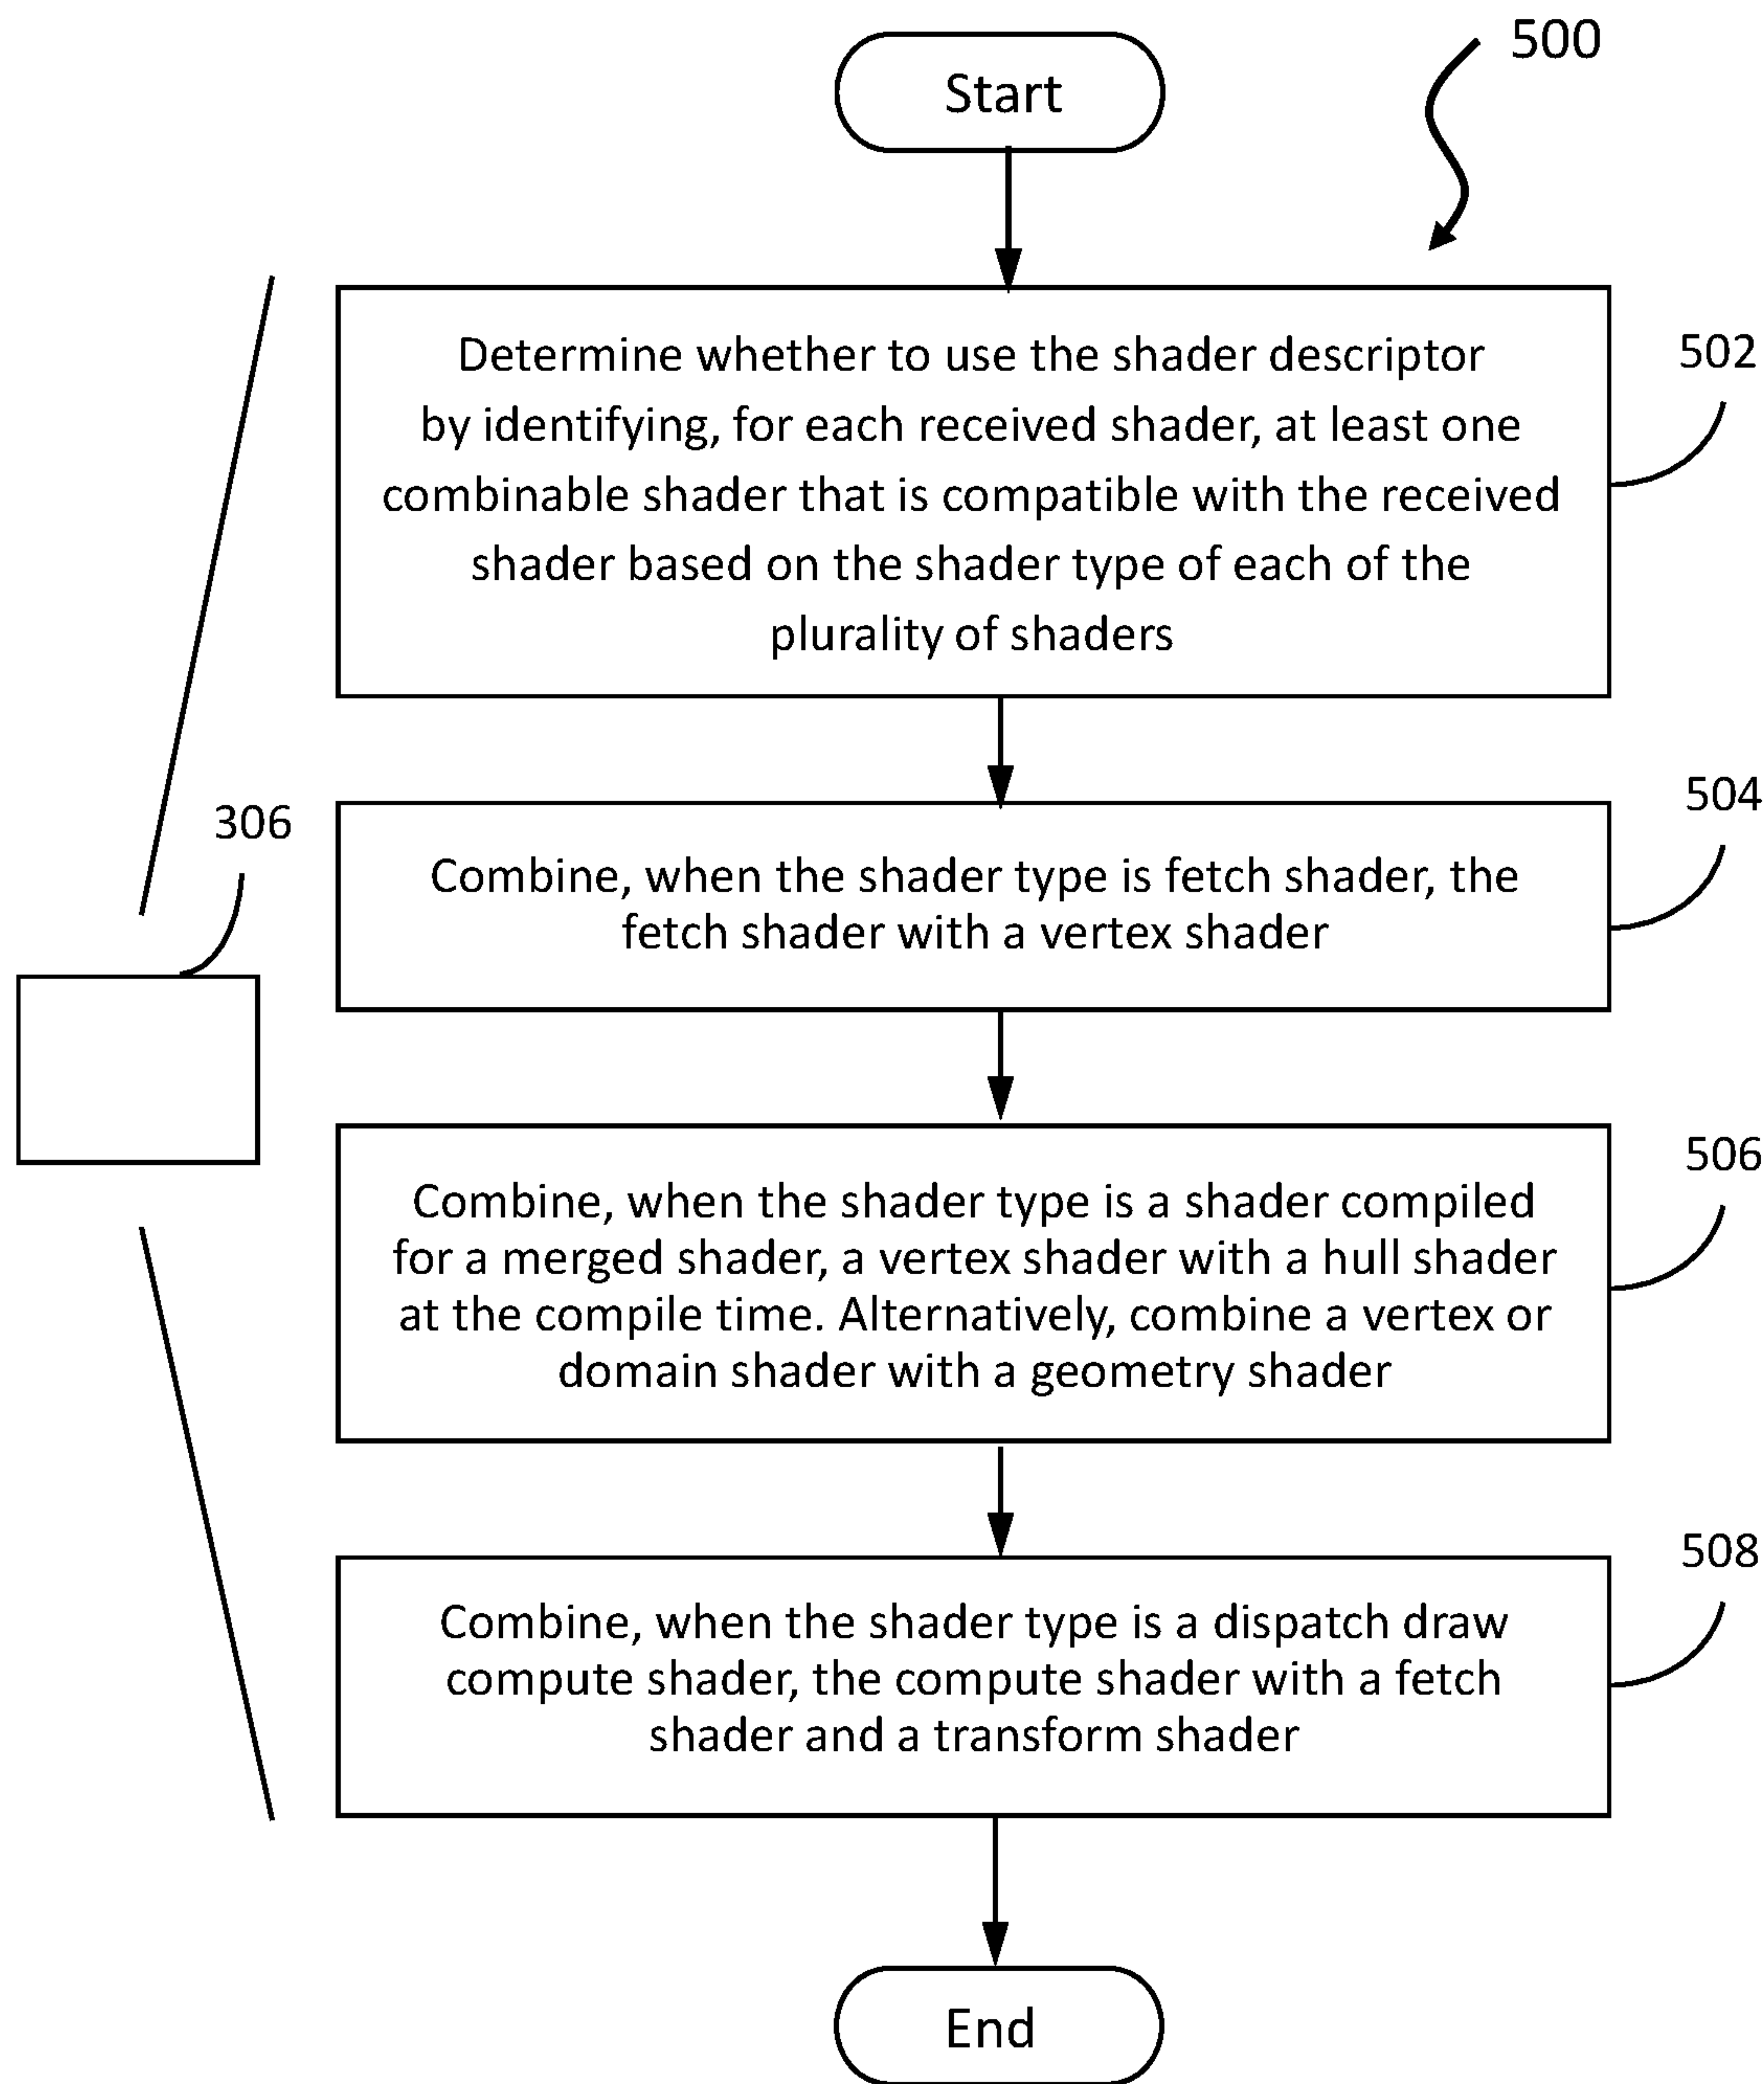 500
Start
Determine whether to use the shader descriptor
by identifying, for each received shader, at least one
combinable shader that is compatible with the received
shader based on the shader type of each of the
plurality of shaders
502
306
Combine, when the shader type is fetch shader, the
fetch shader with a vertex shader
504
Combine, when the shader type is a shader compiled
for a merged shader, a vertex shader with a hull shader
at the compile time. Alternatively, combine a vertex or
domain shader with a geometry shader
506
Combine, when the shader type is a dispatch draw
compute shader, the compute shader with a fetch
shader and a transform shader
508
End